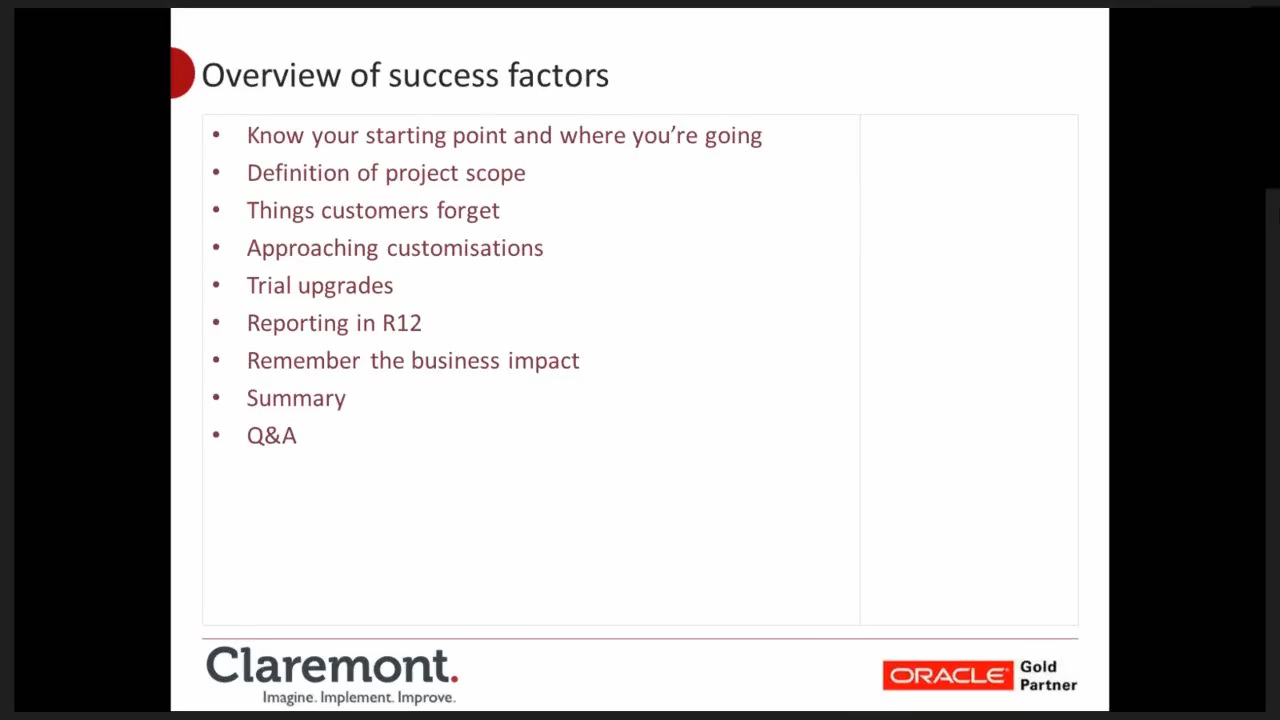 Overview of success factors
• Know your starting point and where you’re going
• Definition of project scope
• Things customers forget
• Approaching customisations
• Trial upgrades
• Reporting in R12
• Remember the business impact
• Summary
• Q&A
Claremont.
Imagine. Implement. Improve.
ORACLE®
Gold
Partner